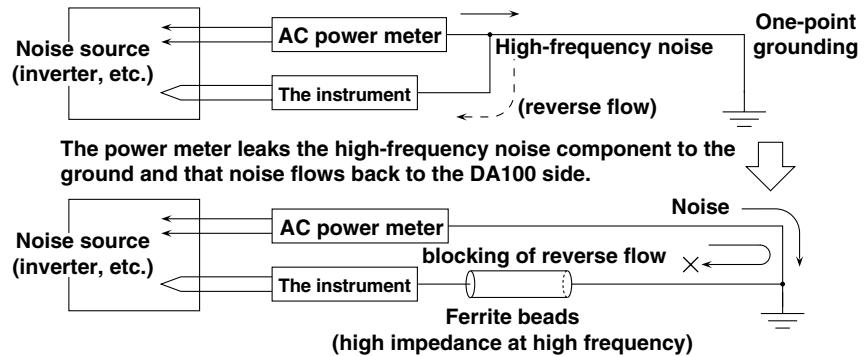 Noise source
(inverter, etc.)
AC power meter
The instrument
High-frequency noise
(reverse flow)
One-point
grounding
The power meter leaks the high-frequency noise component to the
ground and that noise flows back to the DA100 side.
Noise source
(inverter, etc.)
AC power meter
The instrument
Noise
blocking of reverse flow
Ferrite beads
(high impedance at high frequency)